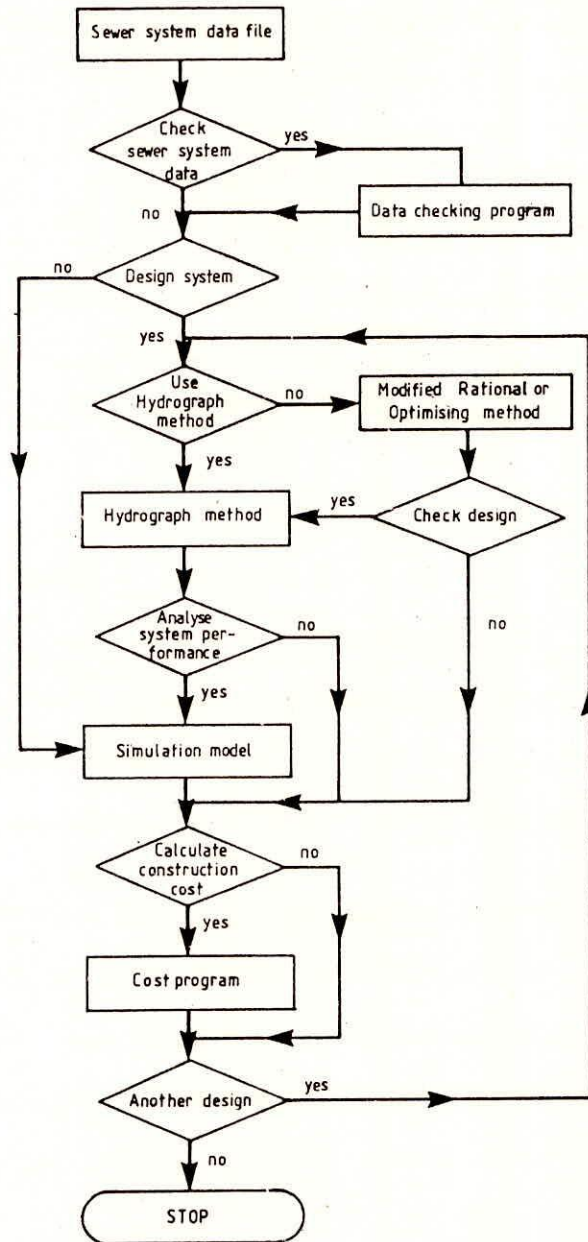 Sewer system data file
Check
sewer system
data
yes
no
Data checking program
no
Design system
yes
Use
Hydrograph
method
no
Modified Rational or
Optimising method
yes
Hydrograph method
yes
Check design
Analyse
system per-
formance
no
no
yes
Simulation model
Calculate
construction
cost
no
yes
Cost program
Another design
yes
no
STOP